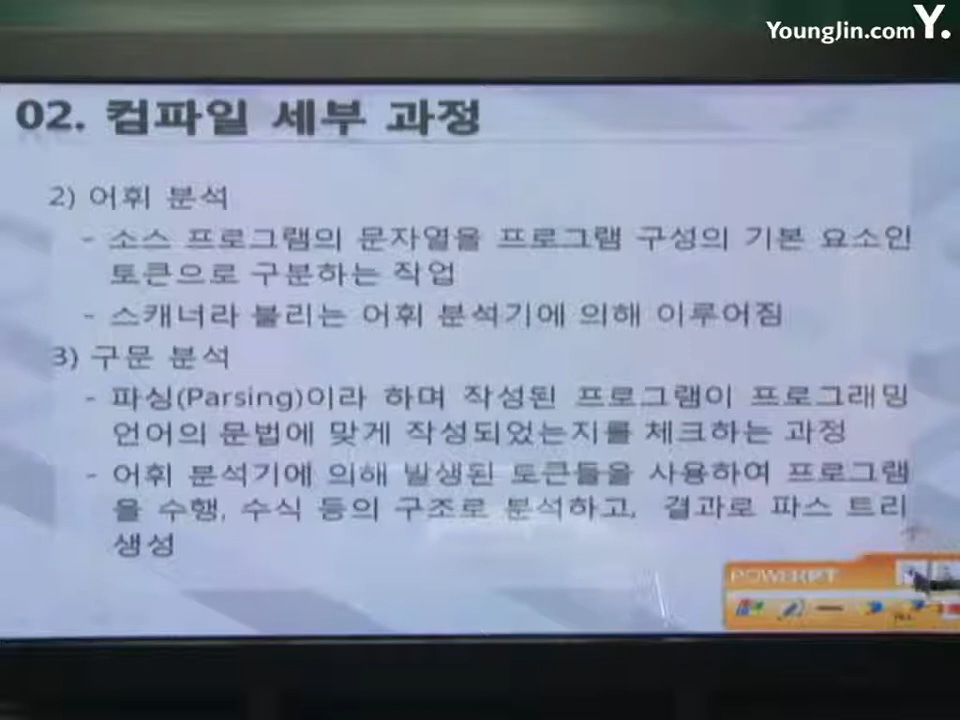 YoungJin.com Y.
02. 컴파일 세부 과정
2) 어휘 분석
- 소스 프로그램의 문자열을 프로그램 구성의 기본 요소인
토큰으로 구분하는 작업
- 스캐너라 불리는 어휘 분석기에 의해 이루어짐
3) 구문 분석
- 파싱(Parsing)이라 하며 작성된 프로그램이 프로그래밍
언어의 문법에 맞게 작성되었는지를 체크하는 과정
- 어휘 분석기에 의해 발생된 토큰들을 사용하여 프로그램
을 수행, 수식 등의 구조로 분석하고, 결과로 파스 트리
생성